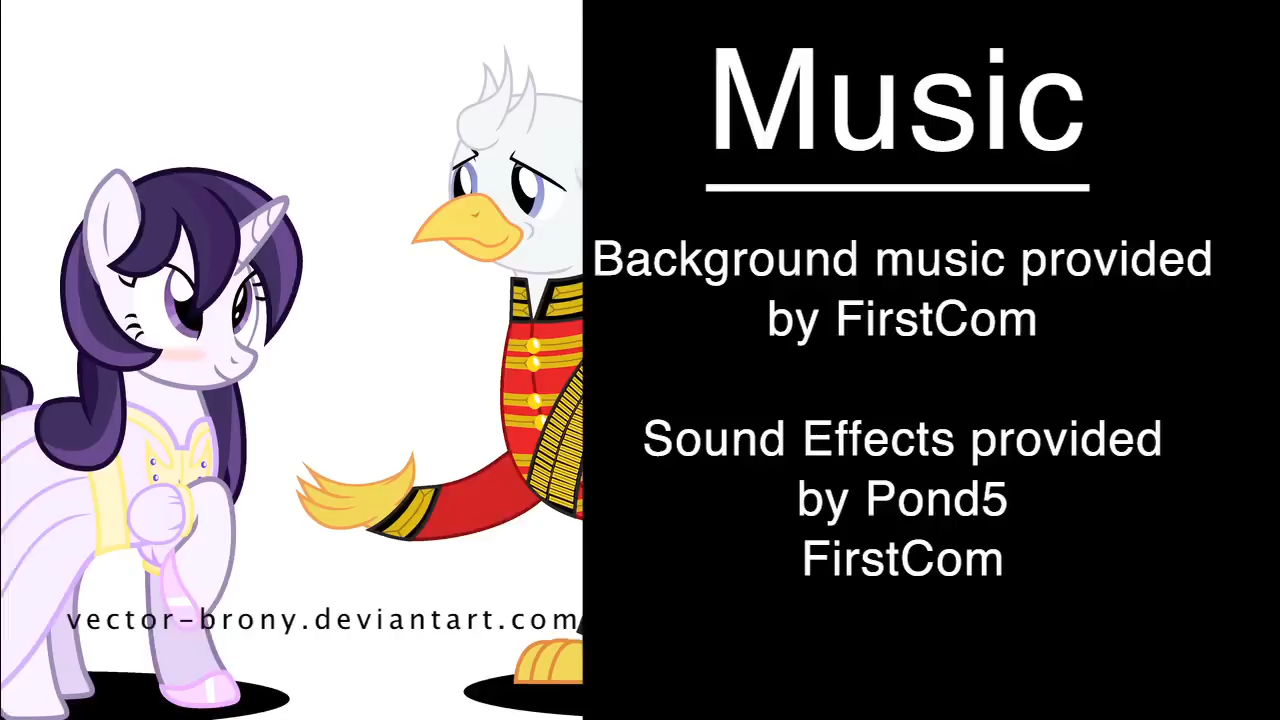 Music
Background music provided
by FirstCom
Sound Effects provided
by Pond5
FirstCom
vector-brony.deviantart.com